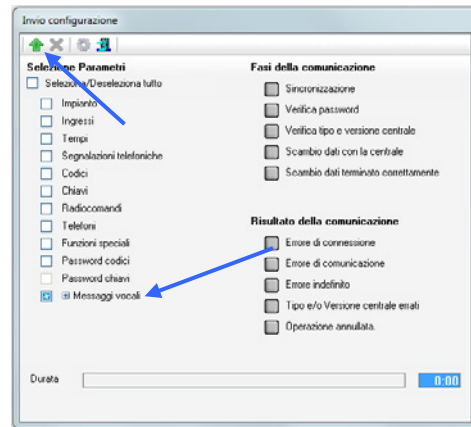 Invio configurazione
Selezione Parametri
Seleziona/Deseleziona tutto
Impianto
Ingressi
Tempi
Segnalazioni telefoniche
Codici
Chiavi
Radiocomandi
Telefoni
Funzioni speciali
Password codici
Password chiavi
Messaggi vocali
Fasi della comunicazione
Sincronizzazione
Verifica password
Verifica tipo e versione centrale
Scambio dati con la centrale
Scambio dati terminato correttamente
Risultato della comunicazione
Errore di connessione
Errore di comunicazione
Errore indefinito
Tipo e/o Versione centrale errati
Operazione annullata.
Durata
0:00